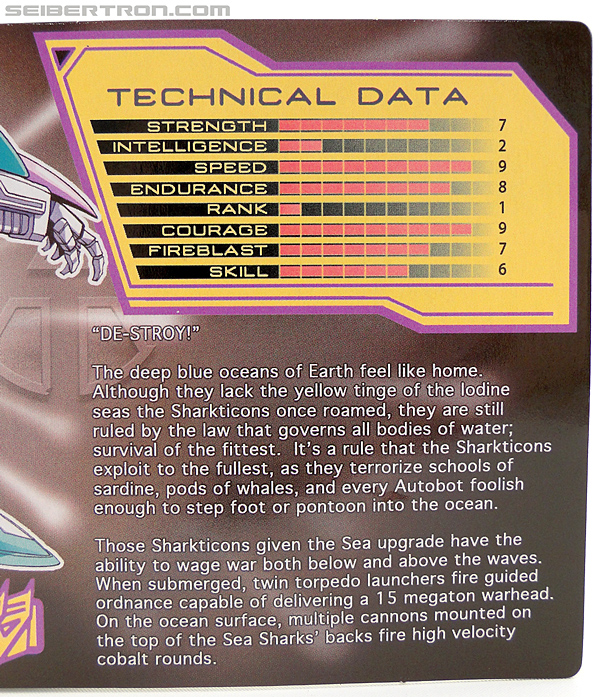 SEIBERTRON.COM
TECHNICAL DATA
STRENGTH 7
INTELLIGENCE 2
SPEED 9
ENDURANCE 8
RANK 1
COURAGE 9
FIREBLAST 7
SKILL 6
"DE-STROY!"
The deep blue oceans of Earth feel like home.
Although they lack the yellow tinge of the Iodine
seas the Sharkticons once roamed, they are still
ruled by the law that governs all bodies of water;
survival of the fittest. It's a rule that the Sharkticons
exploit to the fullest, as they terrorize schools of
sardine, pods of whales, and every Autobot foolish
enough to step foot or pontoon into the ocean.
Those Sharkticons given the Sea upgrade have the
ability to wage war both below and above the waves.
When submerged, twin torpedo launchers fire guided
ordnance capable of delivering a 15 megaton warhead.
On the ocean surface, multiple cannons mounted on
the top of the Sea Sharks' backs fire high velocity
cobalt rounds.